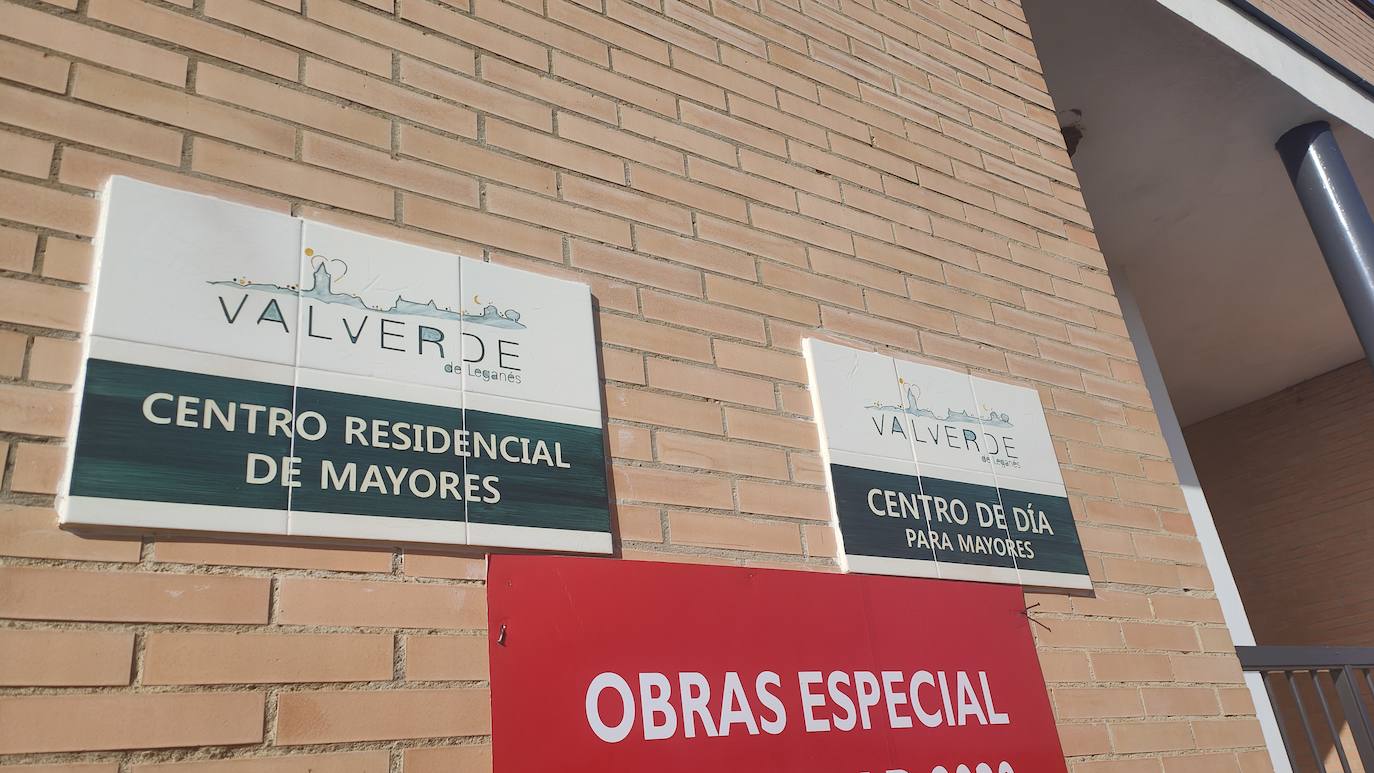 VALVERDE
de Leganés
CENTRO RESIDENCIAL
DE MAYORES
VALVERDE
de Leganés
CENTRO DE DÍA
PARA MAYORES
OBRAS ESPECIAL